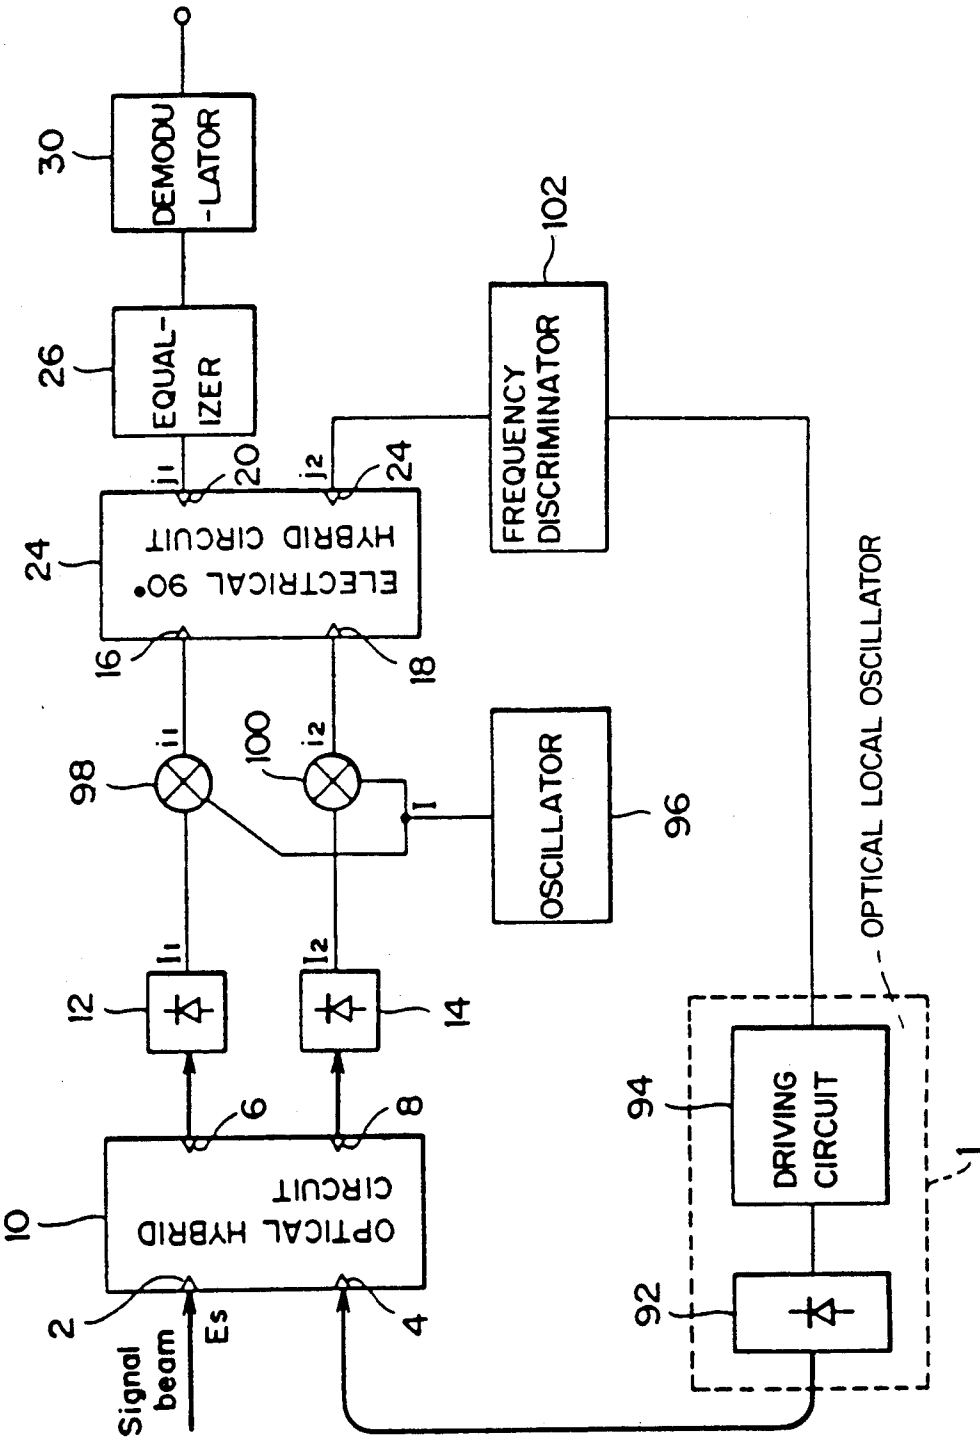 Signal
beam
Es
2
4
10
OPTICAL HYBRID
CIRCUIT
6
8
12
14
I1
I2
98
100
i1
i2
I
OSCILLATOR
96
16
18
24
ELECTRICAL 90°
HYBRID CIRCUIT
j1
20
j2
24
26
EQUAL-
IZER
30
DEMODU
-LATOR
FREQUENCY
DISCRIMINATOR
102
92
94
DRIVING
CIRCUIT
1
OPTICAL LOCAL OSCILLATOR